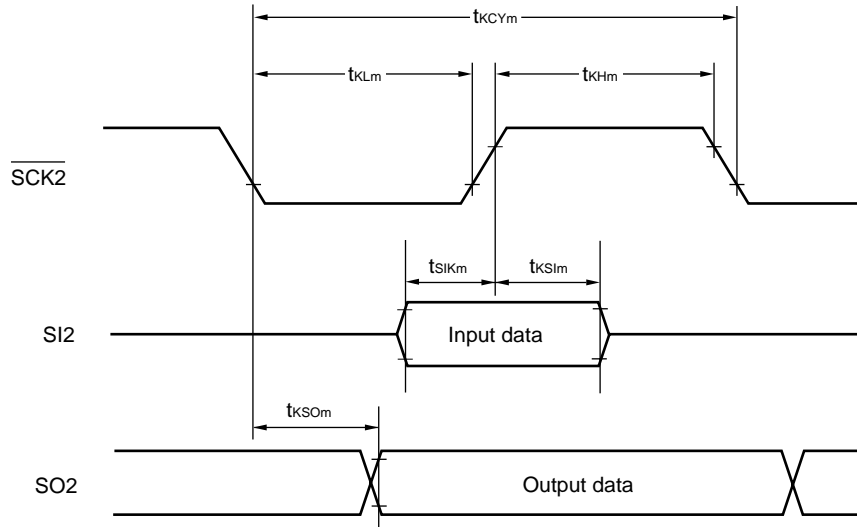 tKCYm
tKLm
tKHm
SCK2
tSIKm
tKSIm
SI2
Input data
tKSOm
SO2
Output data